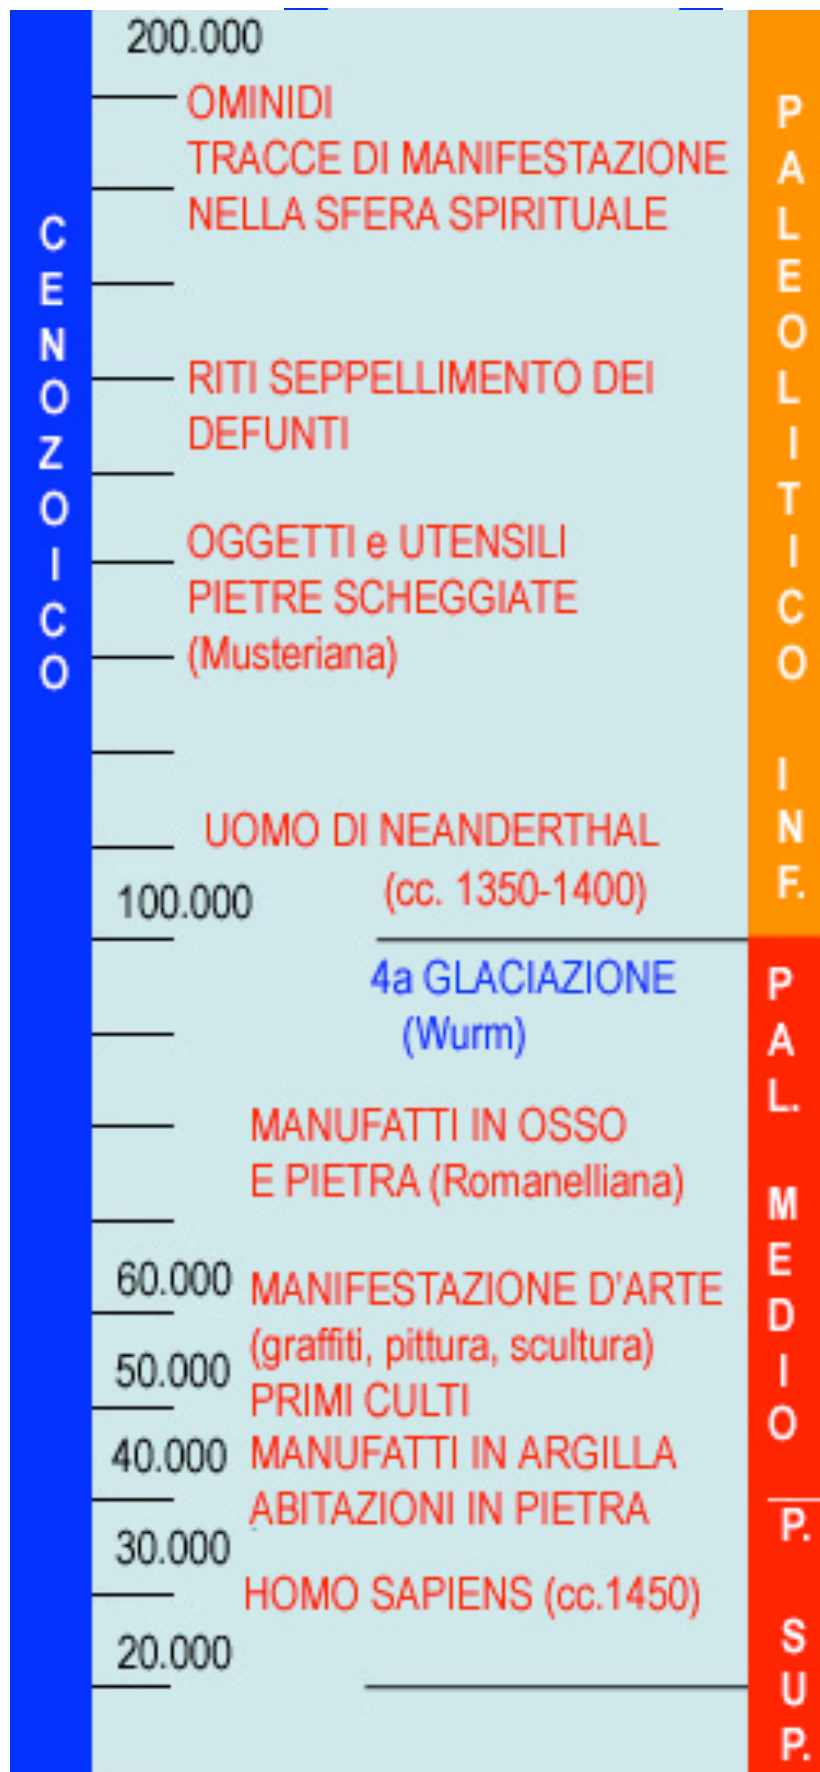 200.000
OMINIDI
TRACCE DI MANIFESTAZIONE
NELLA SFERA SPIRITUALE
RITI SEPPELLIMENTO DEI
DEFUNTI
OGGETTI e UTENSILI
PIETRE SCHEGGIATE
(Musteriana)
UOMO DI NEANDERTHAL
(cc. 1350-1400)
100.000
4a GLACIAZIONE
(Wurm)
MANUFATTI IN OSSO
E PIETRA (Romanelliana)
60.000
MANIFESTAZIONE D'ARTE
(graffiti, pittura, scultura)
50.000
PRIMI CULTI
40.000
MANUFATTI IN ARGILLA
ABITAZIONI IN PIETRA
30.000
HOMO SAPIENS (cc.1450)
20.000
CENOZOICO
PALEOLITICO INF.
PAL. MEDIO
P. SUP.